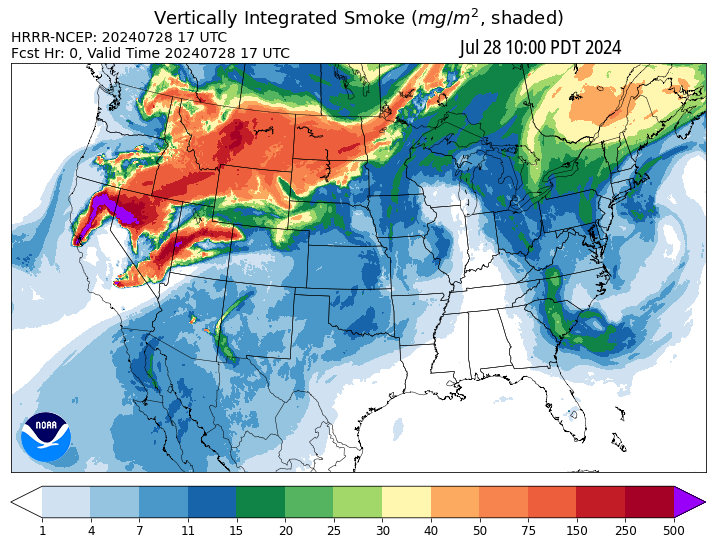 Vertically Integrated Smoke (mg/m², shaded)
HRRR-NCEP: 20240728 17 UTC
Fcst Hr: 0, Valid Time 20240728 17 UTC
Jul 28 10:00 PDT 2024
NOAA
1 4 7 11 15 20 25 30 40 50 75 150 250 500